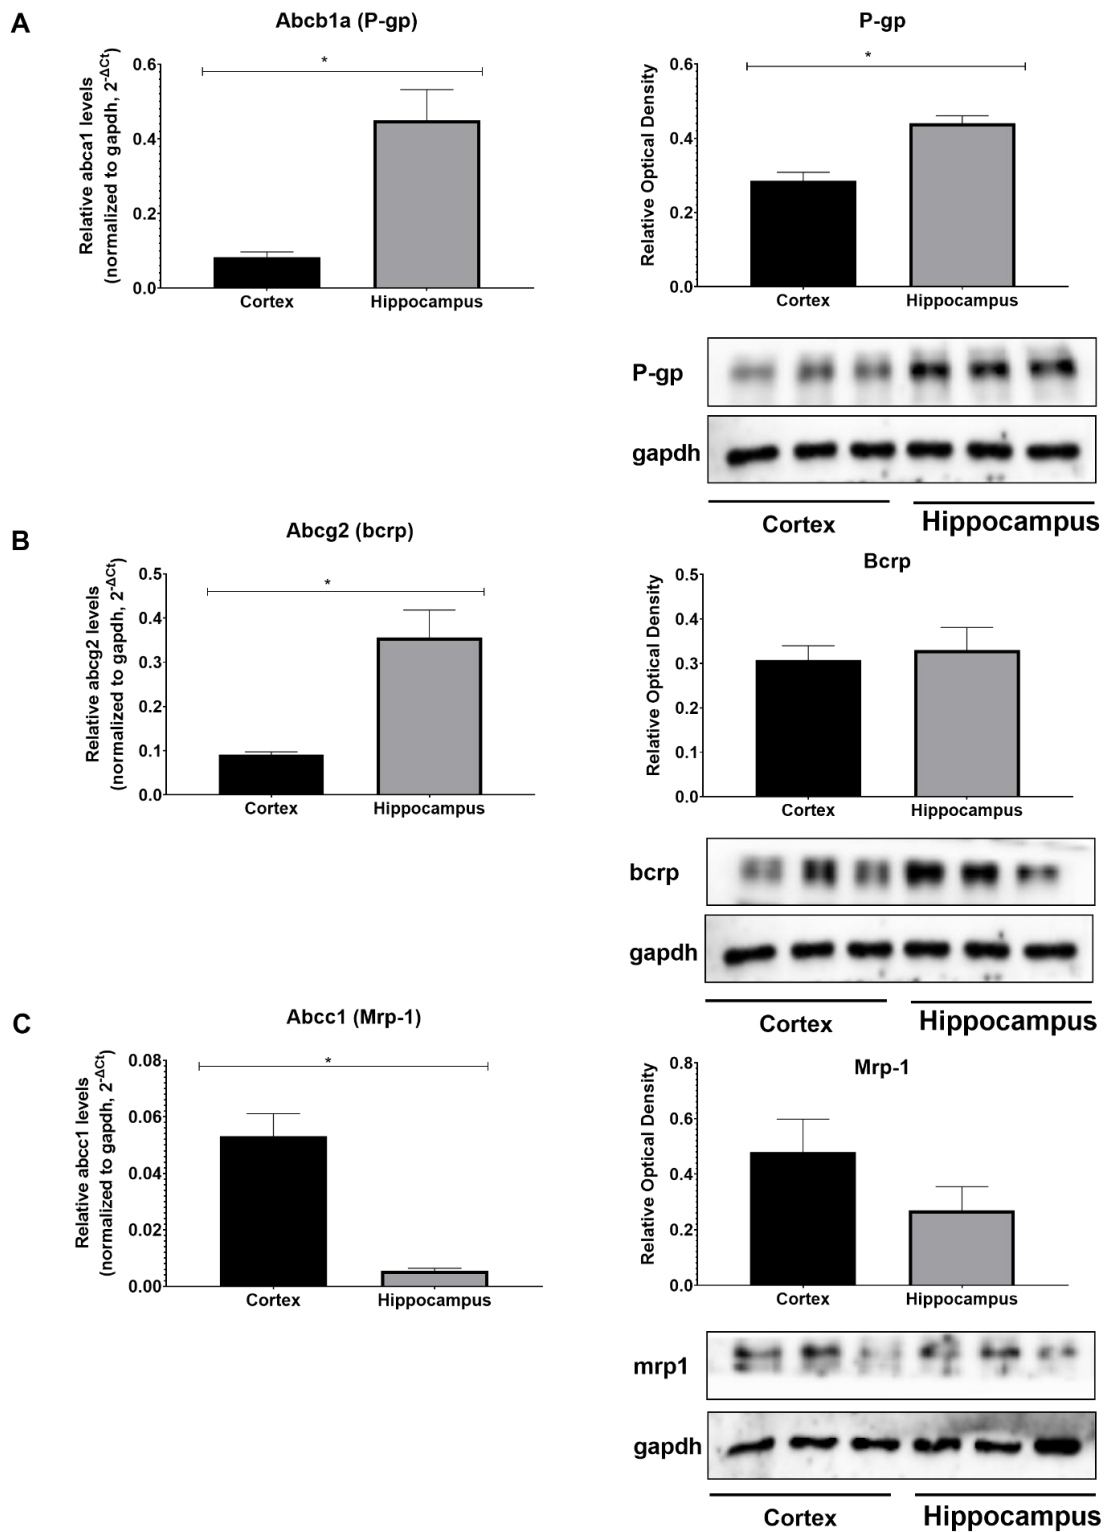 A
Abcb1a (P-gp)
Relative abca1 levels
(normalized to gapdh, 2^-ΔCt)
0.6
0.4
0.2
0.0
*
Cortex Hippocampus
P-gp
Relative Optical Density
0.6
0.4
0.2
0.0
*
Cortex Hippocampus
P-gp
gapdh
Cortex Hippocampus
B
Abcg2 (bcrp)
Relative abcg2 levels
(normalized to gapdh, 2^-ΔCt)
0.5
0.4
0.3
0.2
0.1
0.0
*
Cortex Hippocampus
Bcrp
Relative Optical Density
0.5
0.4
0.3
0.2
0.1
0.0
Cortex Hippocampus
bcrp
gapdh
Cortex Hippocampus
C
Abcc1 (Mrp-1)
Relative abcc1 levels
(normalized to gapdh, 2^-ΔCt)
0.08
0.06
0.04
0.02
0.00
*
Cortex Hippocampus
Mrp-1
Relative Optical Density
0.8
0.6
0.4
0.2
0.0
Cortex Hippocampus
mrp1
gapdh
Cortex Hippocampus